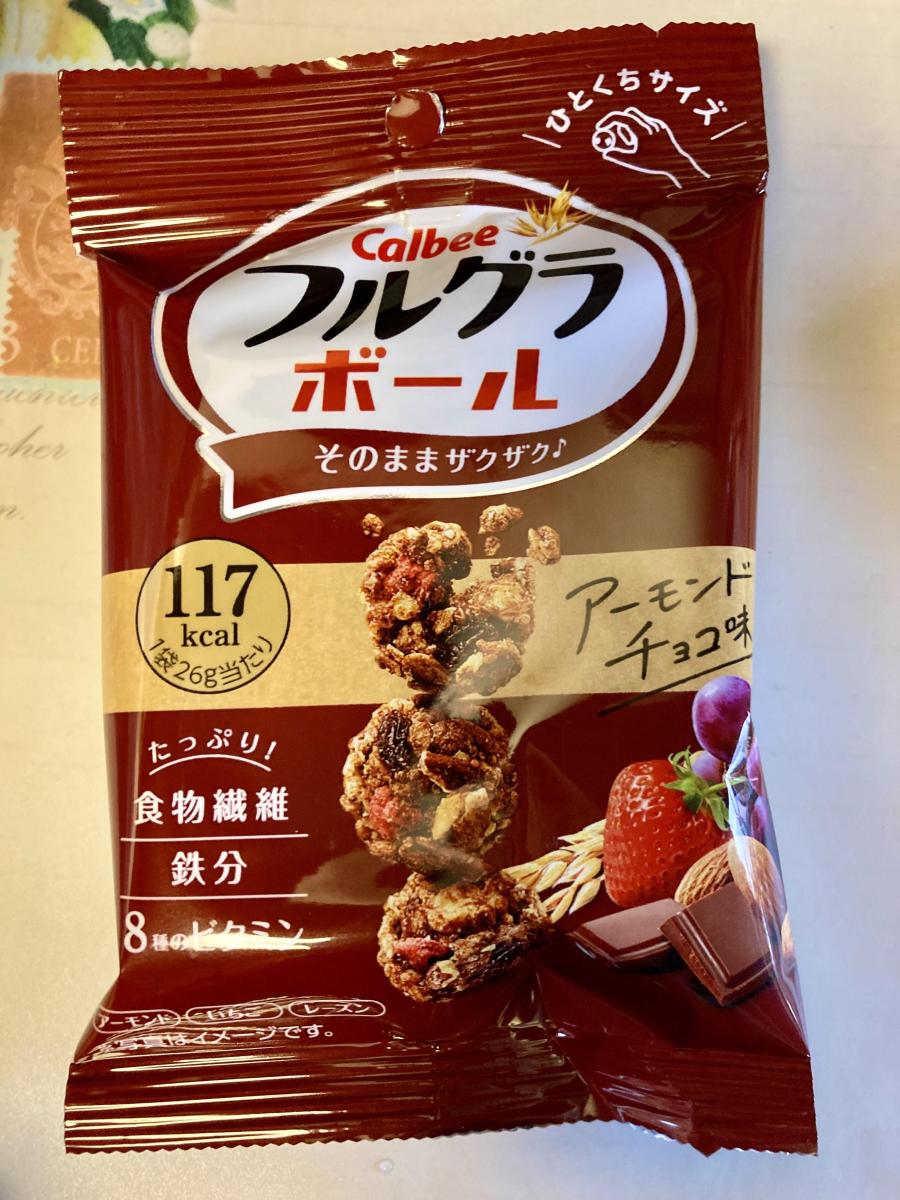 ひとくちサイズ
Calbee
フルグラ
ボール
そのままザクザク♪
117
kcal
1袋26g当たり
アーモンド
チョコ味
たっぷり!
食物繊維
鉄分
8種のビタミン
アーモンド いちご レーズン
写真はイメージです。
CE